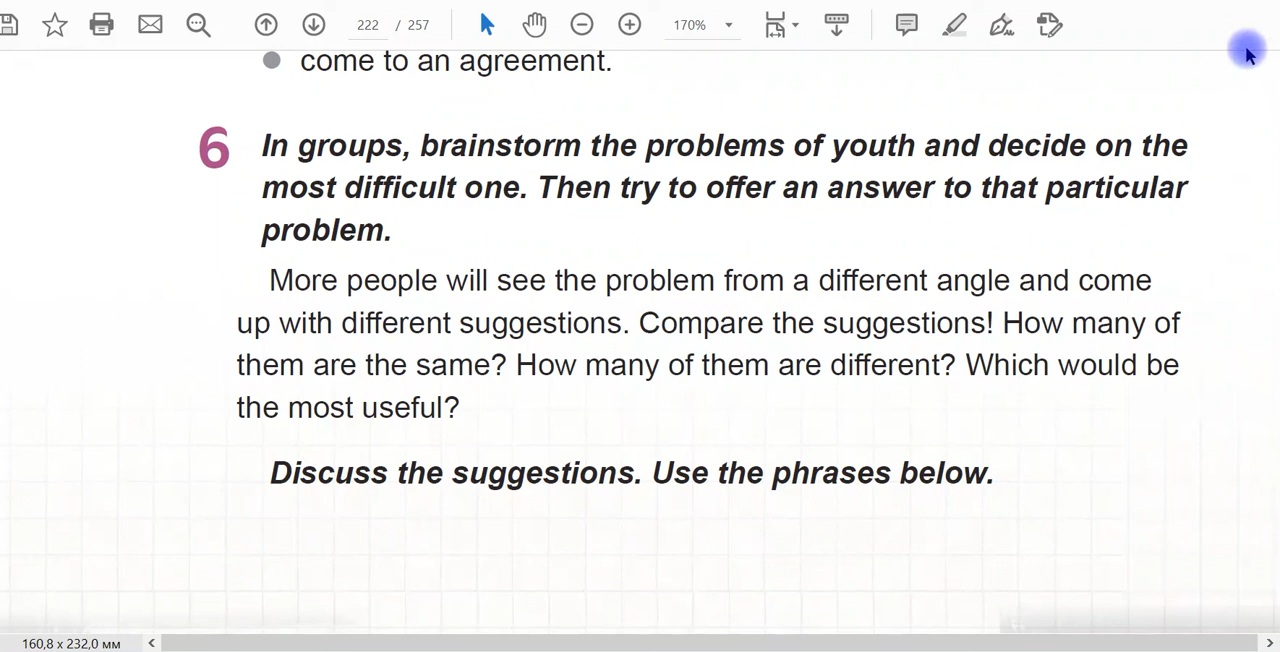 222 / 257
170%
come to an agreement.
6 In groups, brainstorm the problems of youth and decide on the
most difficult one. Then try to offer an answer to that particular
problem.
More people will see the problem from a different angle and come
up with different suggestions. Compare the suggestions! How many of
them are the same? How many of them are different? Which would be
the most useful?
Discuss the suggestions. Use the phrases below.
160,8 x 232,0 мм